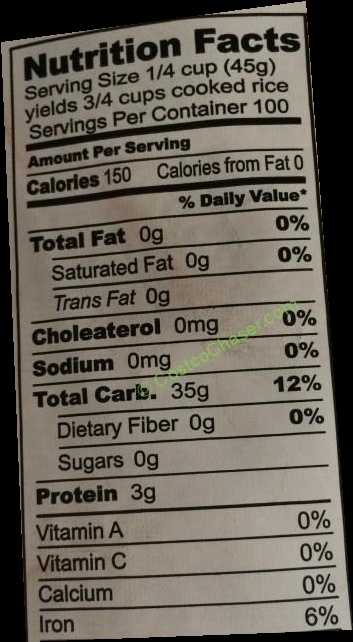 Nutrition Facts
Serving Size 1/4 cup (45g)
yields 3/4 cups cooked rice
Servings Per Container 100
Amount Per Serving
Calories 150 Calories from Fat 0
% Daily Value*
Total Fat 0g 0%
Saturated Fat 0g 0%
Trans Fat 0g
Choleaterol 0mg 0%
Sodium 0mg 0%
© CostcoChaser.com
Total Carb. 35g 12%
Dietary Fiber 0g 0%
Sugars 0g
Protein 3g
Vitamin A 0%
Vitamin C 0%
Calcium 0%
Iron 6%